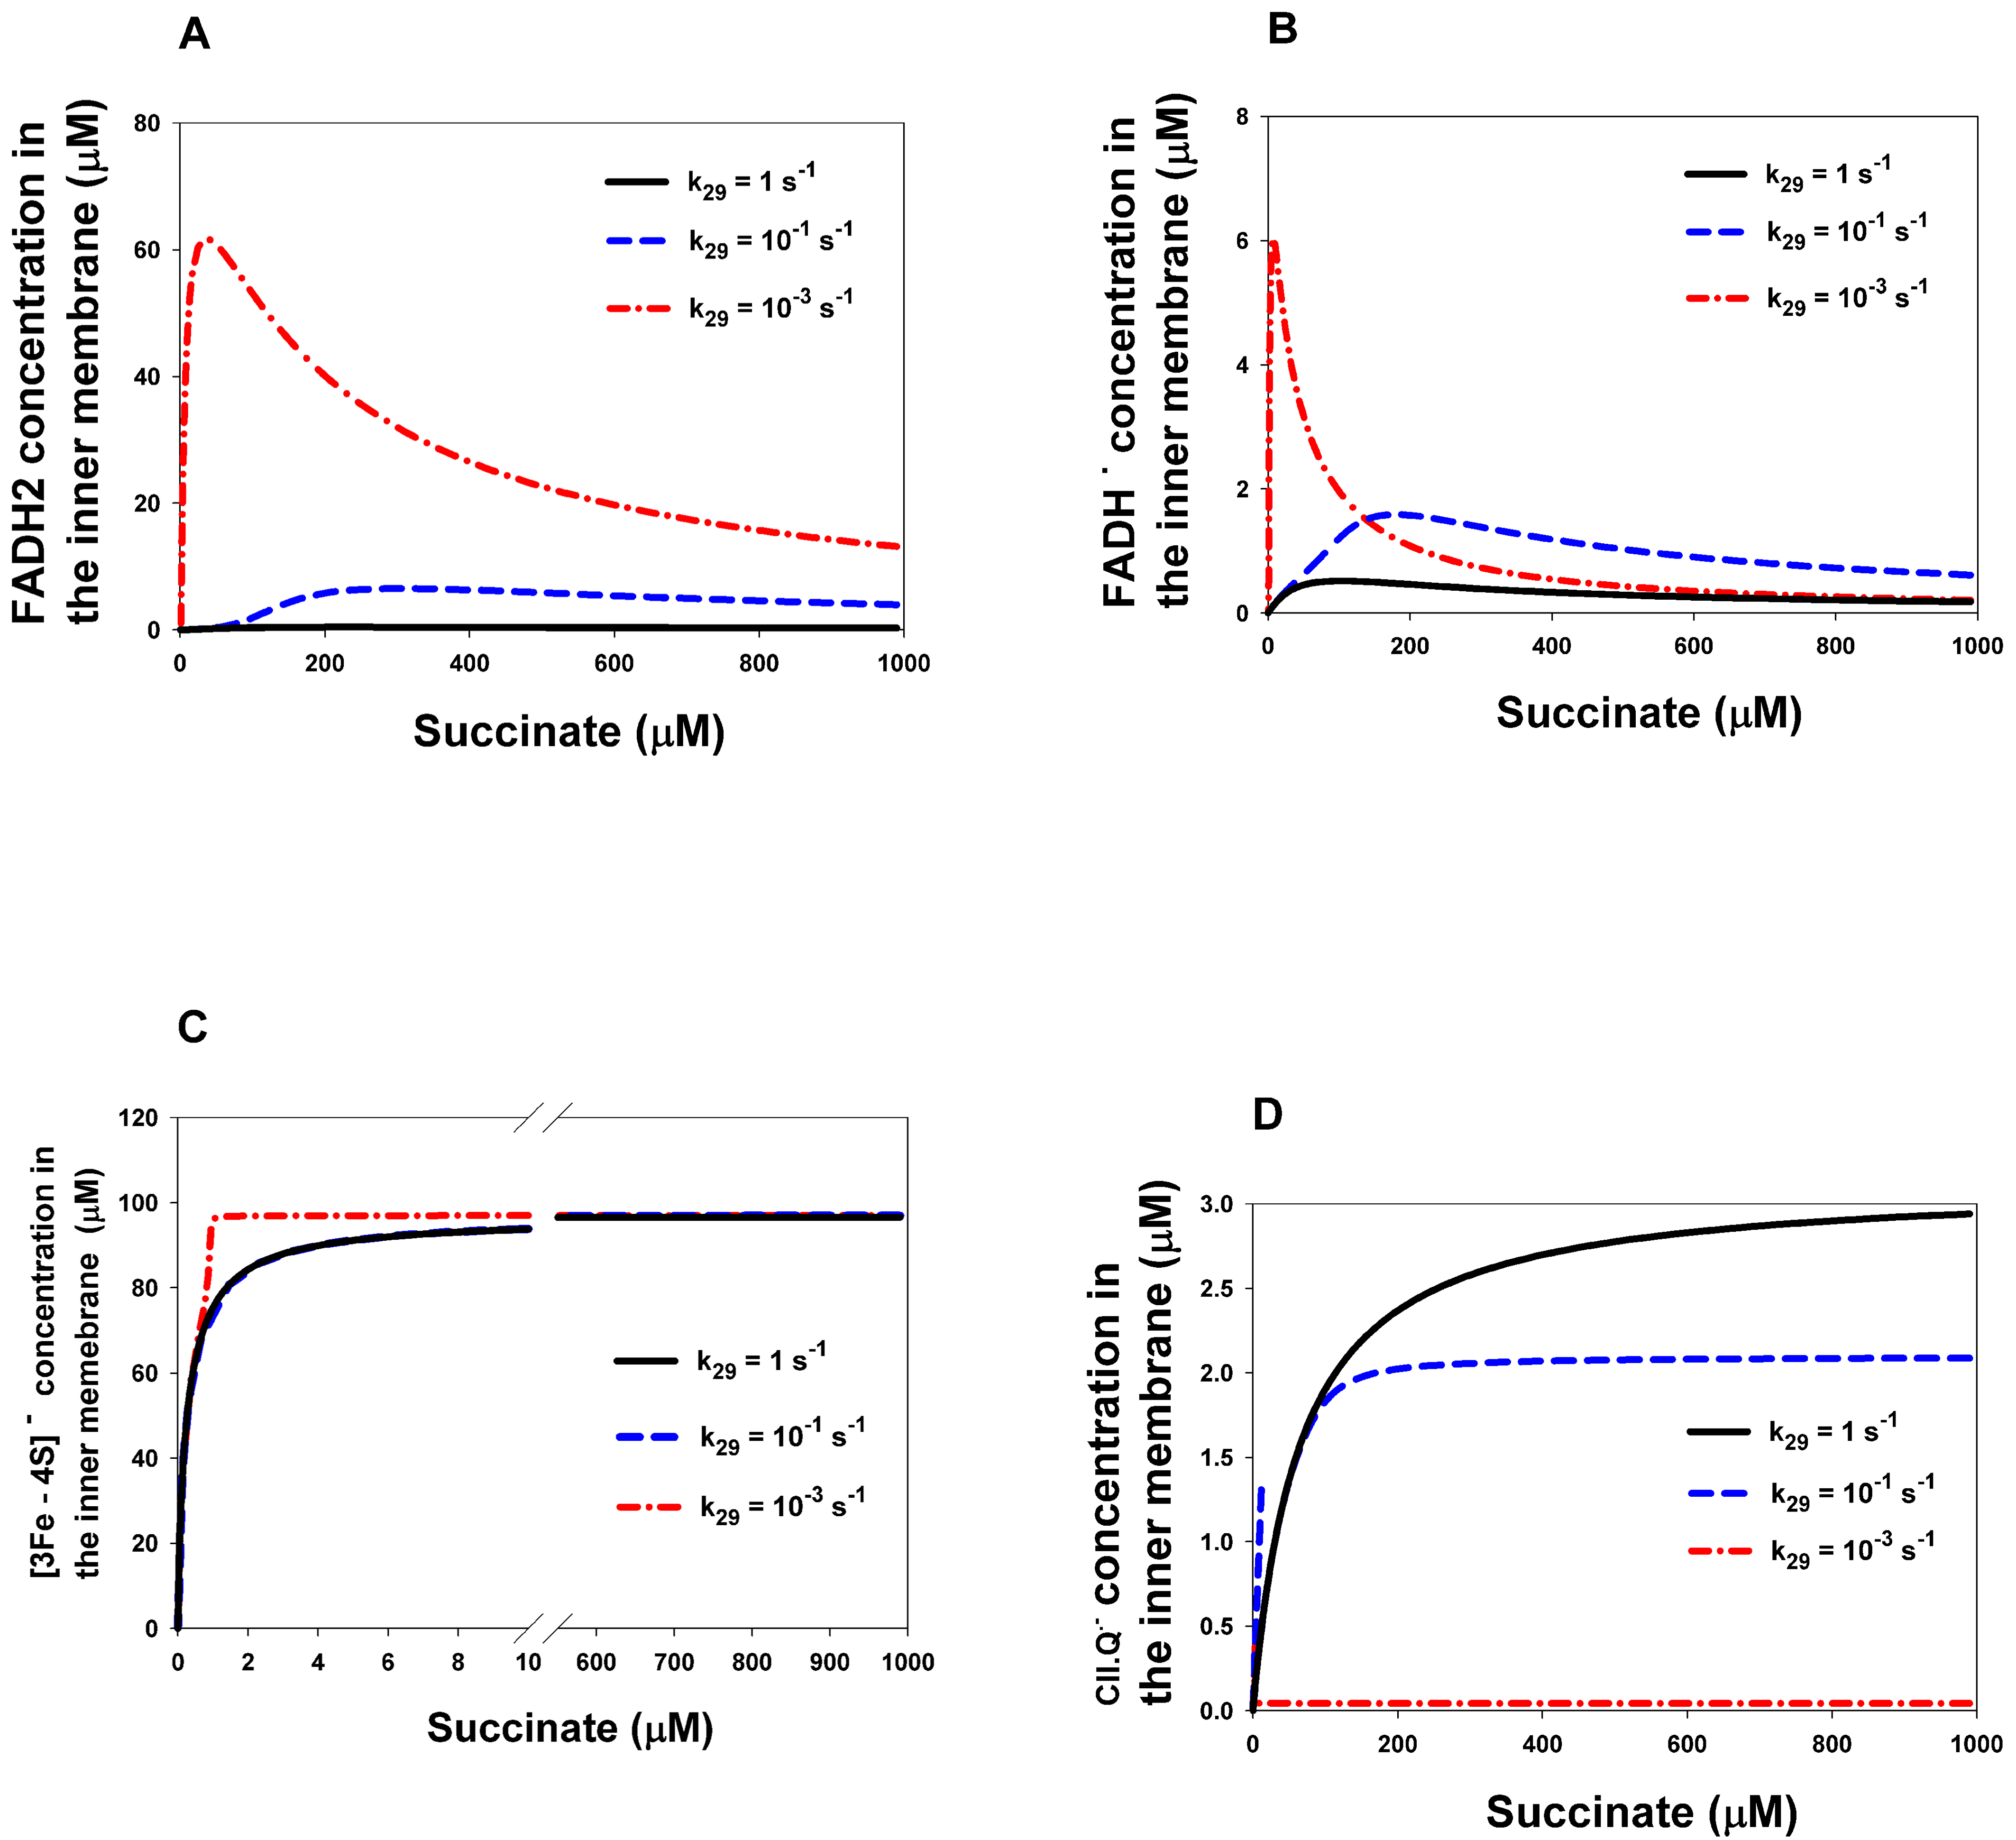 A
FADH2 concentration in
the inner membrane (μM)
80
60
40
20
0
k29 = 1 s-1
k29 = 10-1 s-1
k29 = 10-3 s-1
0 200 400 600 800 1000
Succinate (μM)
B
FADH· concentration in
the inner membrane (μM)
8
6
4
2
0
k29 = 1 s-1
k29 = 10-1 s-1
k29 = 10-3 s-1
0 200 400 600 800 1000
Succinate (μM)
C
[3Fe - 4S]- concentration in
the inner memebrane (μM)
120
100
80
60
40
20
0
k29 = 1 s-1
k29 = 10-1 s-1
k29 = 10-3 s-1
0 2 4 6 8 10 600 700 800 900 1000
Succinate (μM)
D
CII.Q.- concentration in
the inner membrane (μM)
3.0
2.5
2.0
1.5
1.0
0.5
0.0
k29 = 1 s-1
k29 = 10-1 s-1
k29 = 10-3 s-1
0 200 400 600 800 1000
Succinate (μM)